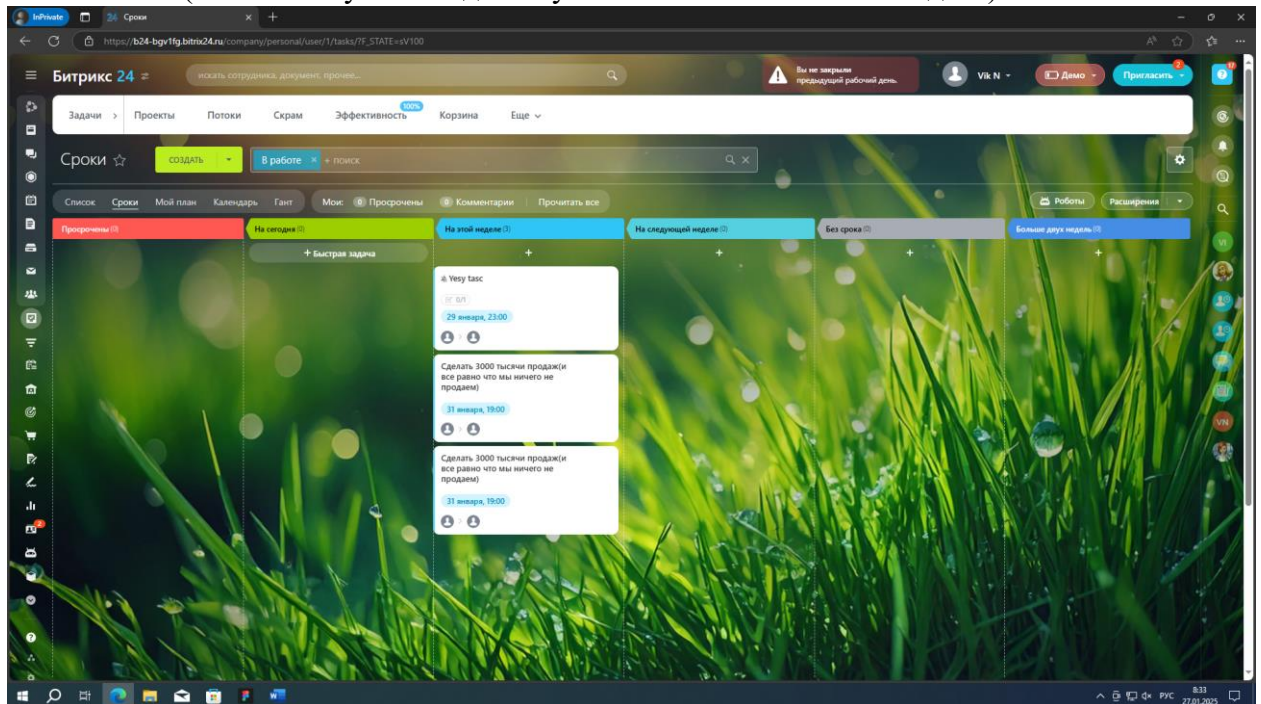 InPrivate
24 Сроки
https://b24-bgv1fg.bitrix24.ru/company/personal/user/1/tasks/?F_STATE=sV100
Битрикс 24
искать сотрудника, документ, прочее...
Вы не закрыли
предыдущий рабочий день.
Vik N
Демо
Пригласить
2
17
Задачи > Проекты Потоки Скрам Эффективность 100% Корзина Еще
Сроки
СОЗДАТЬ
В работе × + поиск
Список Сроки Мой план Календарь Гант Мои: 0 Просрочены 0 Комментарии Прочитать все
Роботы Расширения
Просрочены (0) На сегодня (0) На этой неделе (3) На следующей неделе (0) Без срока (0) Больше двух недель (0)
+ Быстрая задача + + + +
Yesy tasc
0/1
29 января, 23:00
Сделать 3000 тысячи продаж(и
все равно что мы ничего не
продаем)
31 января, 19:00
Сделать 3000 тысячи продаж(и
все равно что мы ничего не
продаем)
31 января, 19:00
VI
VN
2
РУС
8:33
27.01.2025